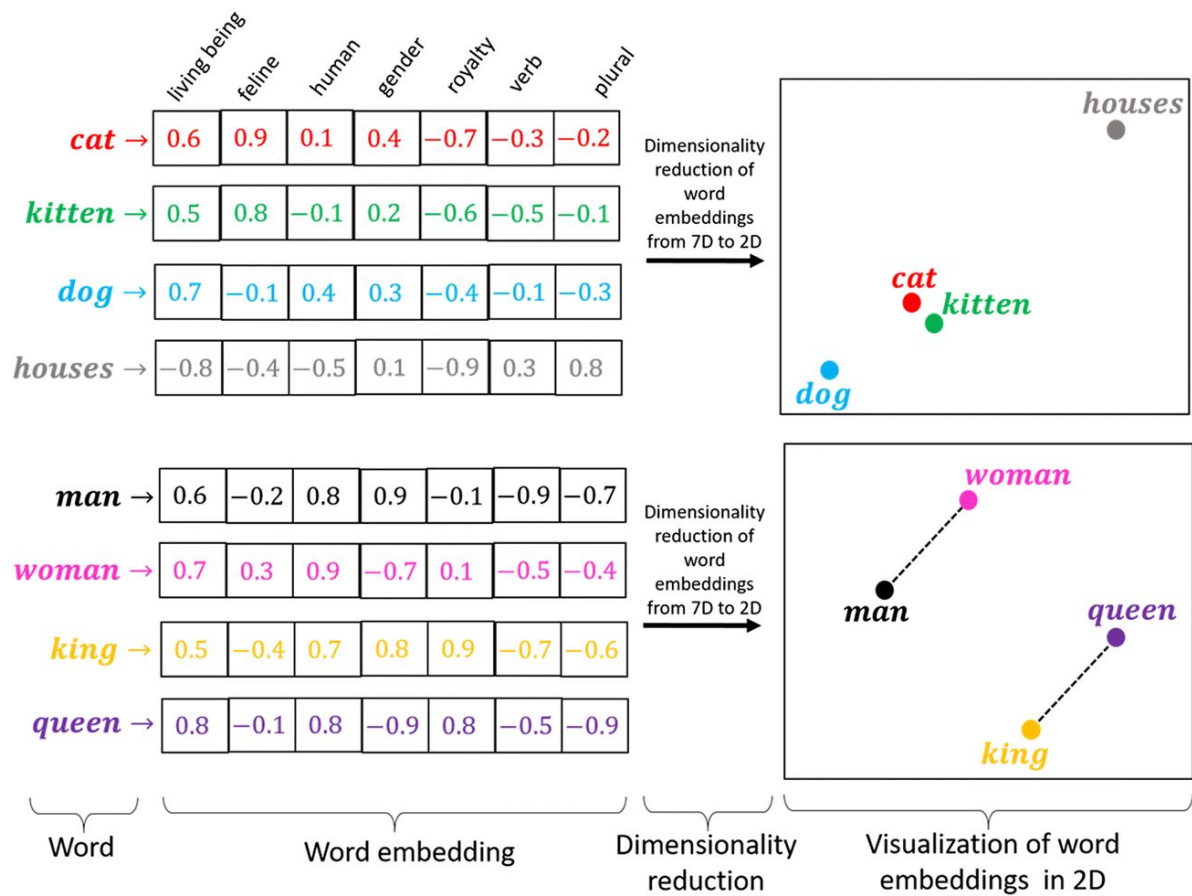 living being feline human gender royalty verb plural
cat → 0.6 0.9 0.1 0.4 −0.7 −0.3 −0.2
kitten → 0.5 0.8 −0.1 0.2 −0.6 −0.5 −0.1
dog → 0.7 −0.1 0.4 0.3 −0.4 −0.1 −0.3
houses → −0.8 −0.4 −0.5 0.1 −0.9 0.3 0.8
Dimensionality
reduction of
word
embeddings
from 7D to 2D
houses
cat
kitten
dog
man → 0.6 −0.2 0.8 0.9 −0.1 −0.9 −0.7
woman → 0.7 0.3 0.9 −0.7 0.1 −0.5 −0.4
king → 0.5 −0.4 0.7 0.8 0.9 −0.7 −0.6
queen → 0.8 −0.1 0.8 −0.9 0.8 −0.5 −0.9
Dimensionality
reduction of
word
embeddings
from 7D to 2D
woman
man
queen
king
Word
Word embedding
Dimensionality
reduction
Visualization of word
embeddings in 2D